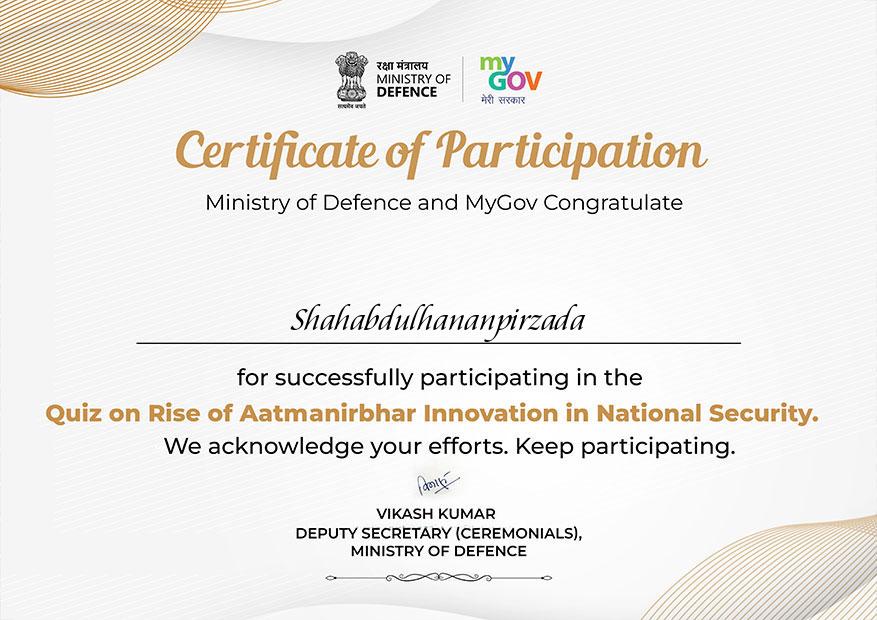 रक्षा मंत्रालय
MINISTRY OF
DEFENCE
सत्यमेव जयते
my
GOV
मेरी सरकार
Certificate of Participation
Ministry of Defence and MyGov Congratulate
Shahabdulhananpirzada
for successfully participating in the
Quiz on Rise of Aatmanirbhar Innovation in National Security.
We acknowledge your efforts. Keep participating.
VIKASH KUMAR
DEPUTY SECRETARY (CEREMONIALS),
MINISTRY OF DEFENCE